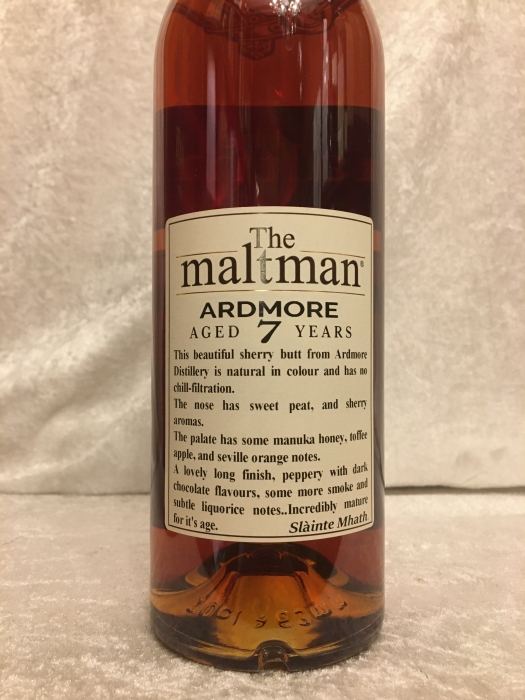 The
maltman®
ARDMORE
AGED 7 YEARS
This beautiful sherry butt from Ardmore
Distillery is natural in colour and has no
chill-filtration.
The nose has sweet peat, and sherry
aromas.
The palate has some manuka honey, toffee
apple, and seville orange notes.
A lovely long finish, peppery with dark
chocolate flavours, some more smoke and
subtle liquorice notes..Incredibly mature
for it's age.
Slàinte Mhath